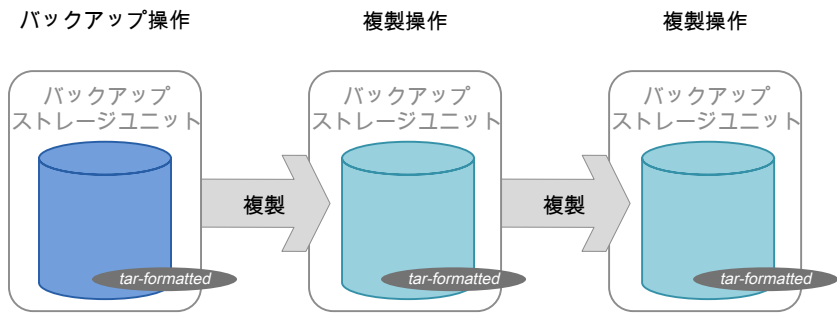 バックアップ操作
複製操作
複製操作
バックアップ
ストレージユニット
バックアップ
ストレージユニット
バックアップ
ストレージユニット
複製
複製
tar-formatted
tar-formatted
tar-formatted